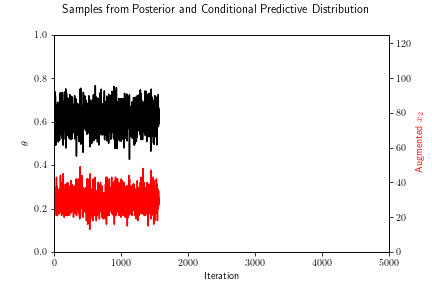 Samples from Posterior and Conditional Predictive Distribution
1.0
0.8
0.6
0.4
0.2
0.0
θ
0 1000 2000 3000 4000 5000
Iteration
120
100
80
60
40
20
0
Augmented x₂